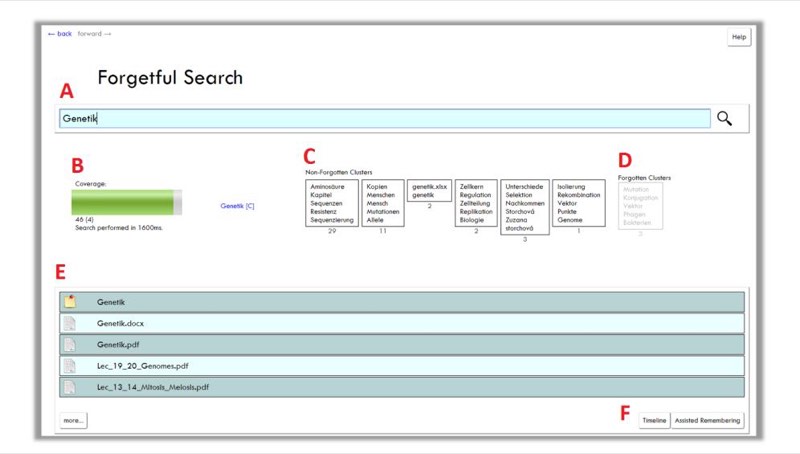 ← back forward →
Help
Forgetful Search
A
Genetik
B
Coverage:
Genetik [C]
46 (4)
Search performed in 1600ms.
C
Non-Forgotten Clusters
Aminosäure
Kapitel
Sequenzen
Resistenz
Sequenzierung
29
Kopien
Menschen
Mensch
Mutationen
Allele
11
genetik.xlsx
genetik
2
Zellkern
Regulation
Zellteilung
Replikation
Biologie
2
Unterschiede
Selektion
Nachkommen
Storchová
Zuzana
storchová
3
Isolierung
Rekombination
Vektor
Punkte
Genome
1
D
Forgotten Clusters
Mutation
Konjugation
Vektor
Phagen
Bakterien
3
E
Genetik
Genetik.docx
Genetik.pdf
Lec_19_20_Genomes.pdf
Lec_13_14_Mitosis_Meiosis.pdf
more...
F
Timeline
Assisted Remembering